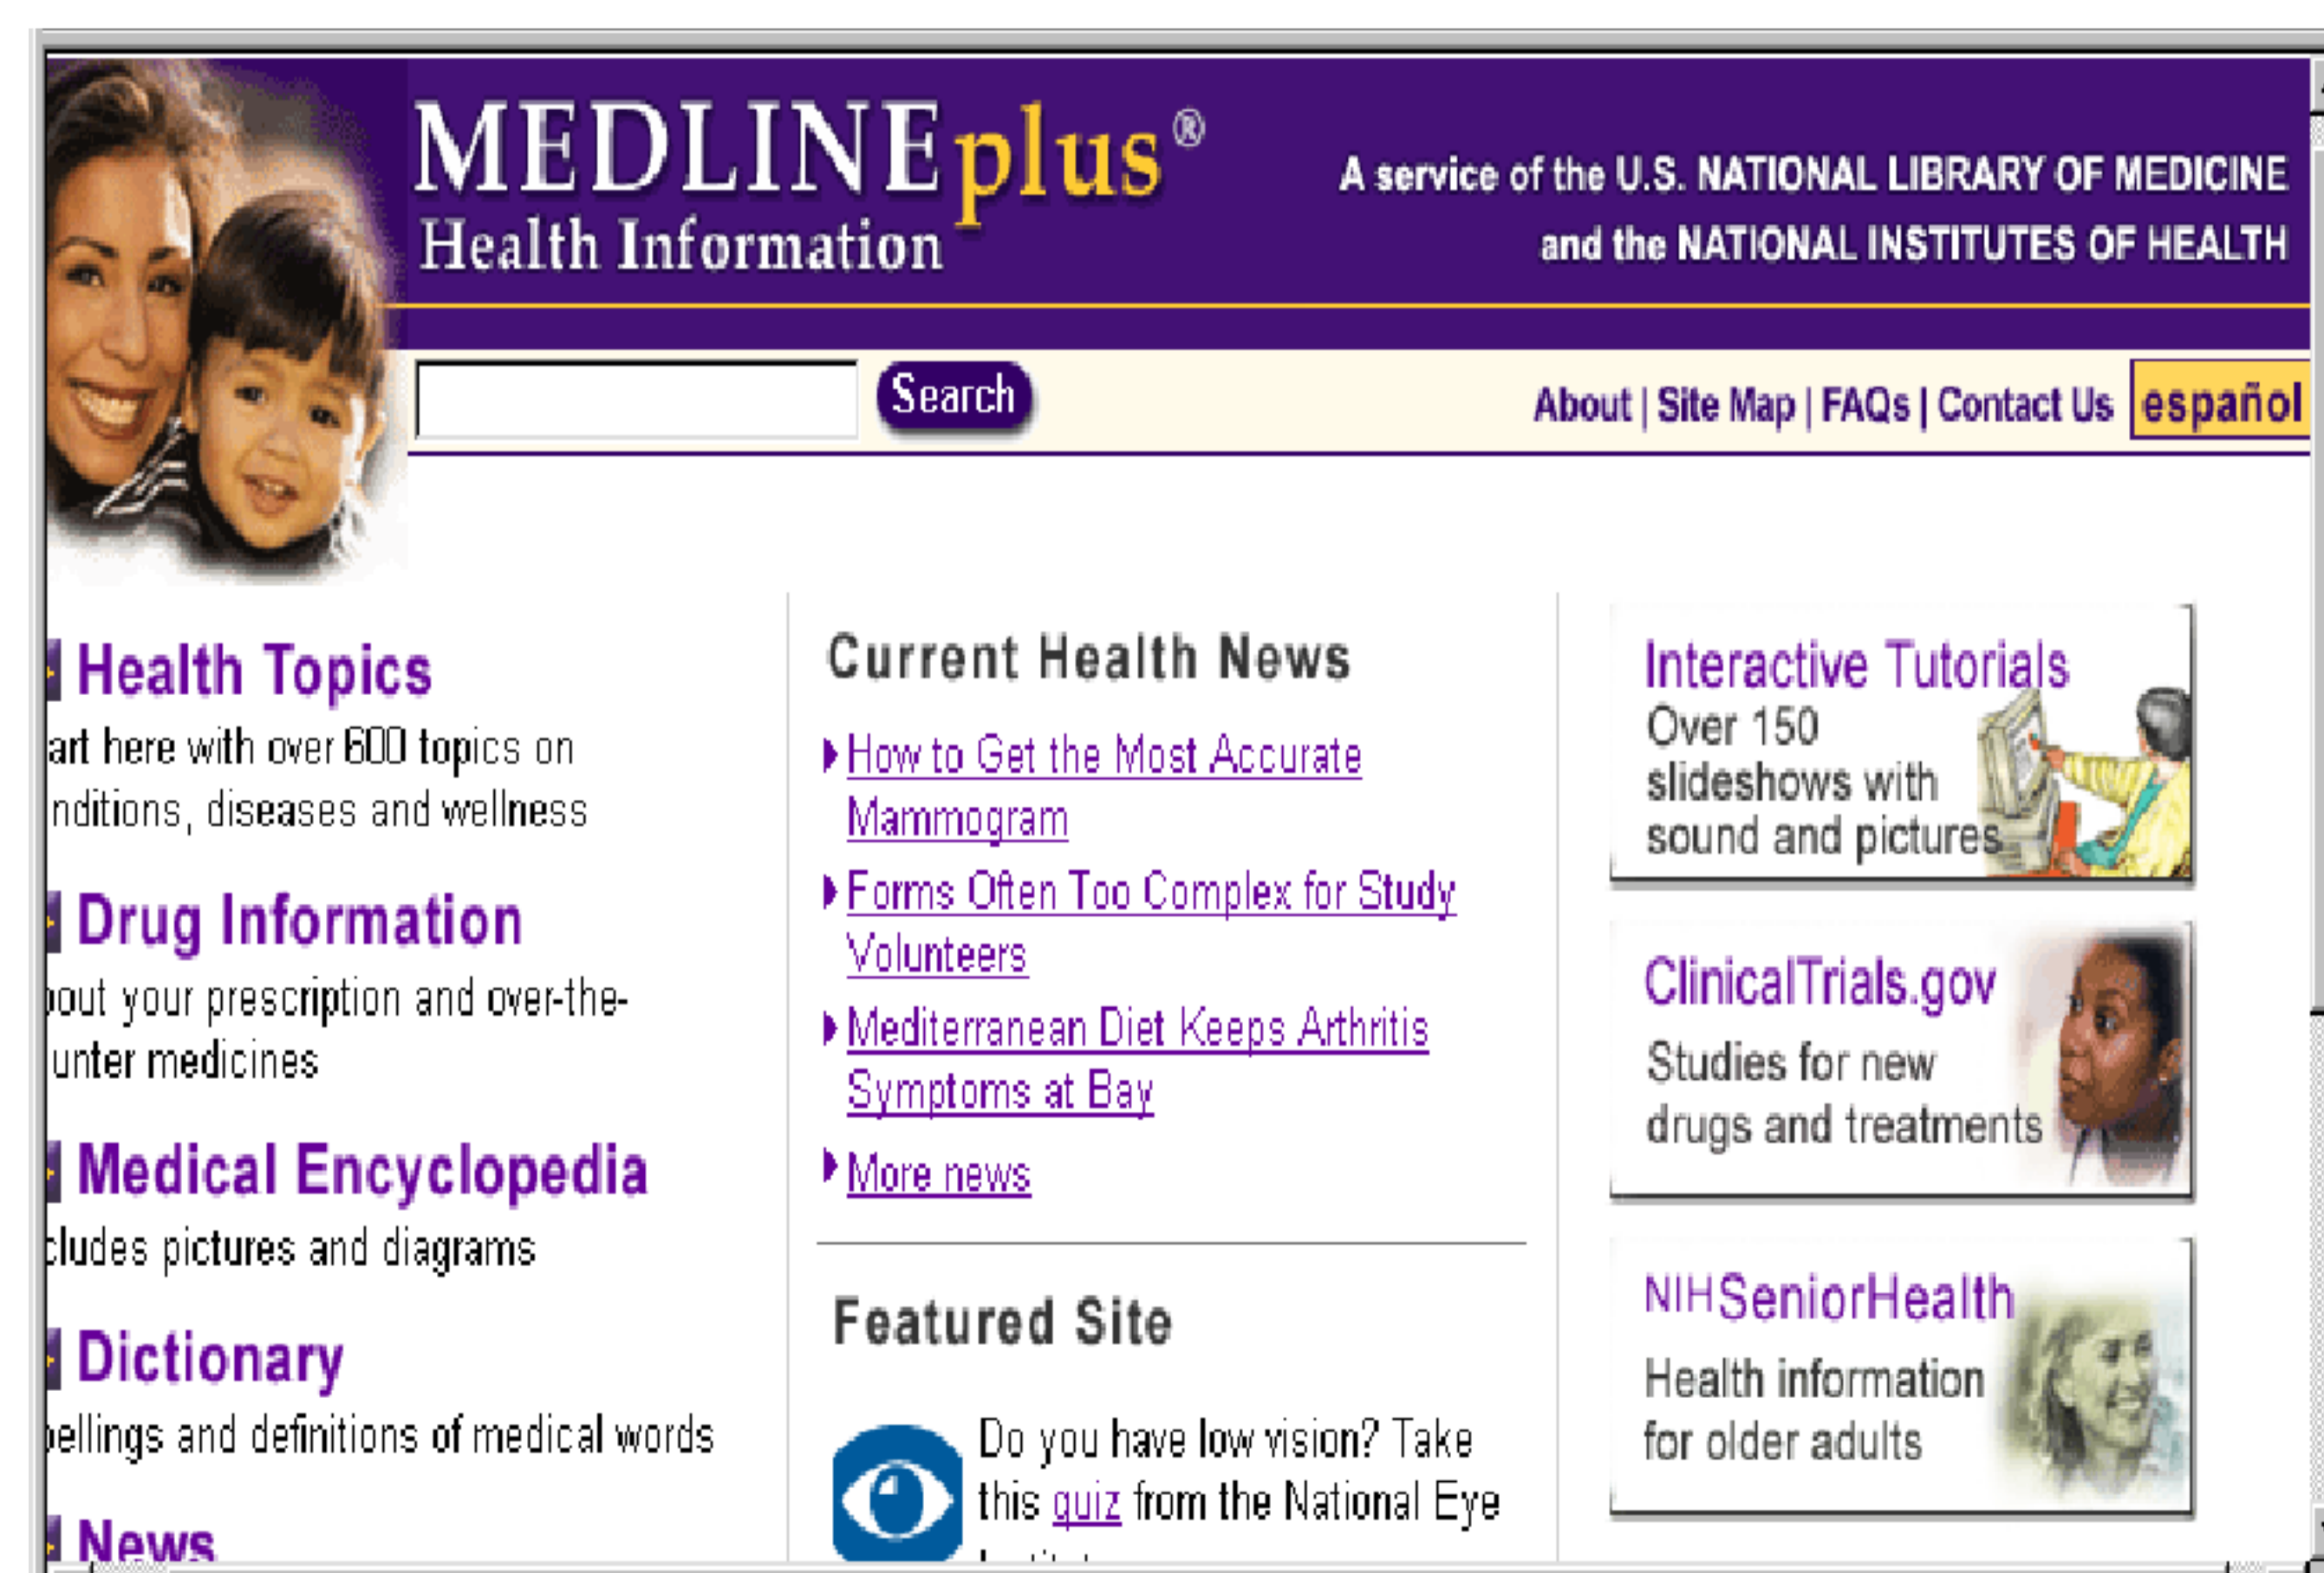 MEDLINEplus®
Health Information
A service of the U.S. NATIONAL LIBRARY OF MEDICINE
and the NATIONAL INSTITUTES OF HEALTH
Search
About | Site Map | FAQs | Contact Us español
Health Topics
art here with over 600 topics on
nditions, diseases and wellness
Drug Information
out your prescription and over-the-
unter medicines
Medical Encyclopedia
cludes pictures and diagrams
Dictionary
ellings and definitions of medical words
News
Current Health News
How to Get the Most Accurate
Mammogram
Forms Often Too Complex for Study
Volunteers
Mediterranean Diet Keeps Arthritis
Symptoms at Bay
More news
Featured Site
Do you have low vision? Take
this quiz from the National Eye
Interactive Tutorials
Over 150
slideshows with
sound and pictures
ClinicalTrials.gov
Studies for new
drugs and treatments
NIHSeniorHealth
Health information
for older adults